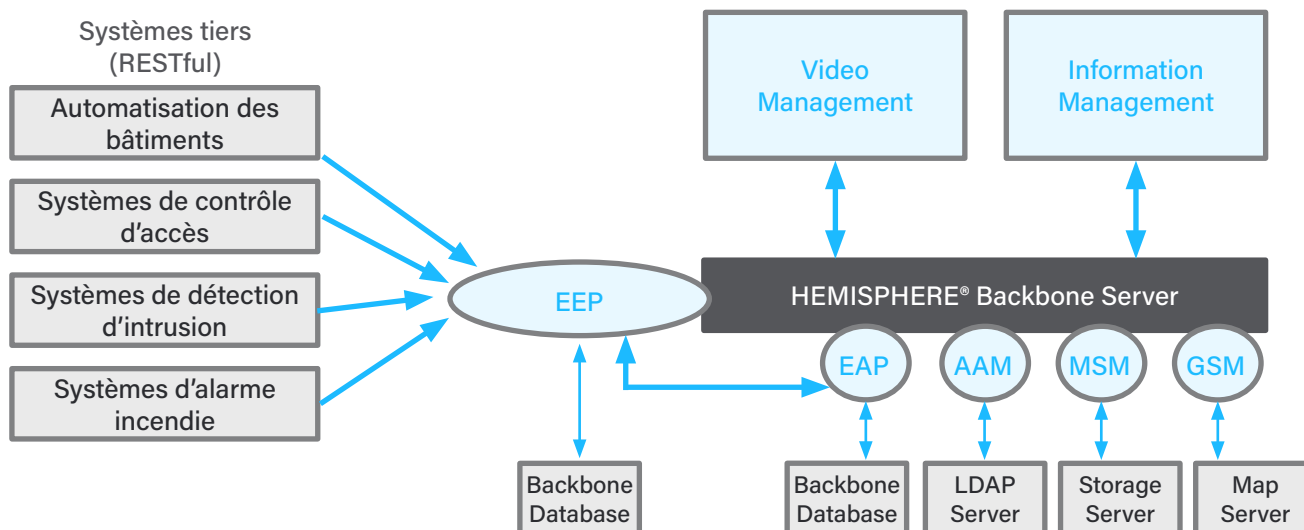 Systèmes tiers
(RESTful)
Automatisation des
bâtiments
Systèmes de contrôle
d’accès
Systèmes de détection
d’intrusion
Systèmes d’alarme
incendie
Video
Management
Information
Management
EEP
HEMISPHERE® Backbone Server
EAP
AAM
MSM
GSM
Backbone
Database
Backbone
Database
LDAP
Server
Storage
Server
Map
Server